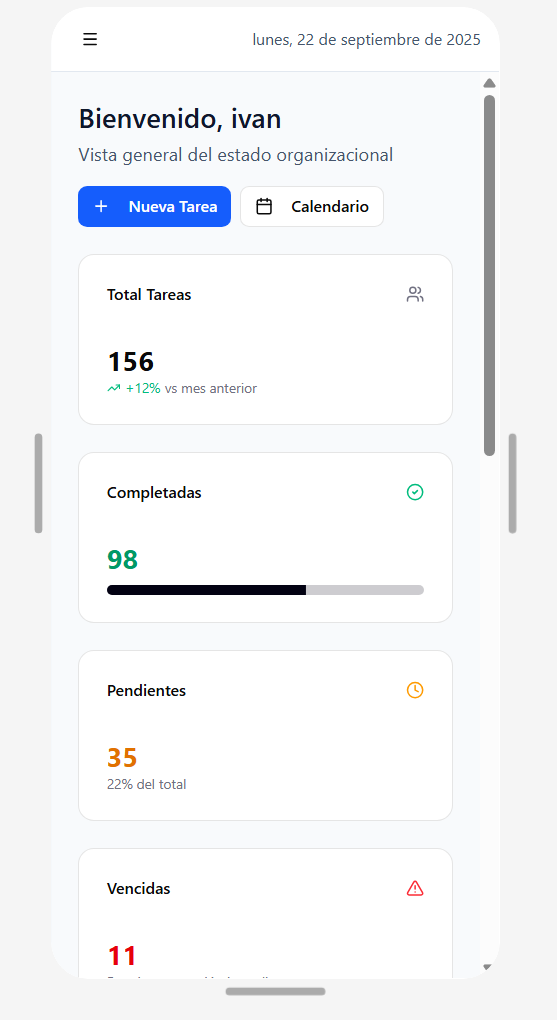 lunes, 22 de septiembre de 2025
Bienvenido, ivan
Vista general del estado organizacional
Nueva Tarea
Calendario
Total Tareas
156
+12% vs mes anterior
Completadas
98
Pendientes
35
22% del total
Vencidas
11